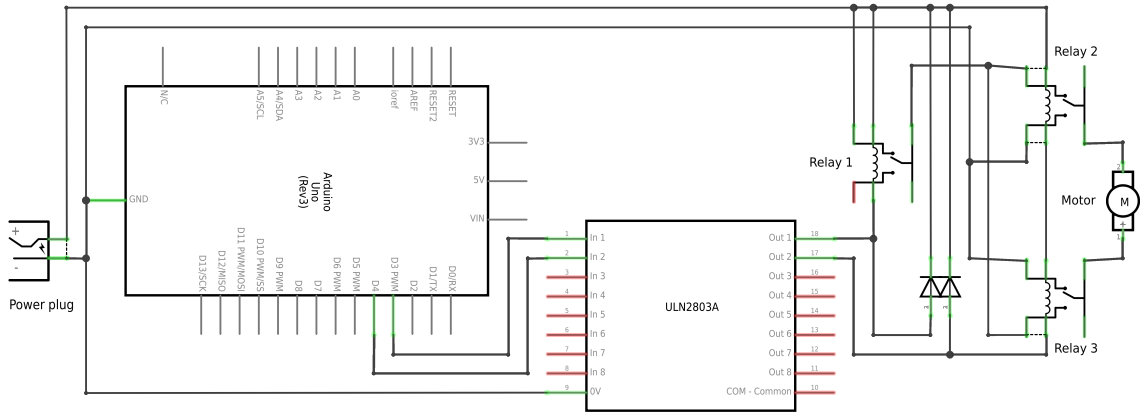 Relay 2
N/C
A5/SCL
A4/SDA
A3
A2
A1
A0
ioref
AREF
RESET2
RESET
3V3
5V
VIN
GND
Arduino
Uno
(Rev3)
Relay 1
2
M
+
1
Motor
+
-
Power plug
D13/SCK
D12/MISO
D11 PWM/MOSI
D10 PWM/SS
D9 PWM
D8
D7
D6 PWM
D5 PWM
D4
D3 PWM
D2
D1/TX
D0/RX
1 In 1
2 In 2
3 In 3
4 In 4
5 In 5
6 In 6
7 In 7
8 In 8
9 0V
ULN2803A
Out 1 18
Out 2 17
Out 3 16
Out 4 15
Out 5 14
Out 6 13
Out 7 12
Out 8 11
COM - Common 10
Relay 3